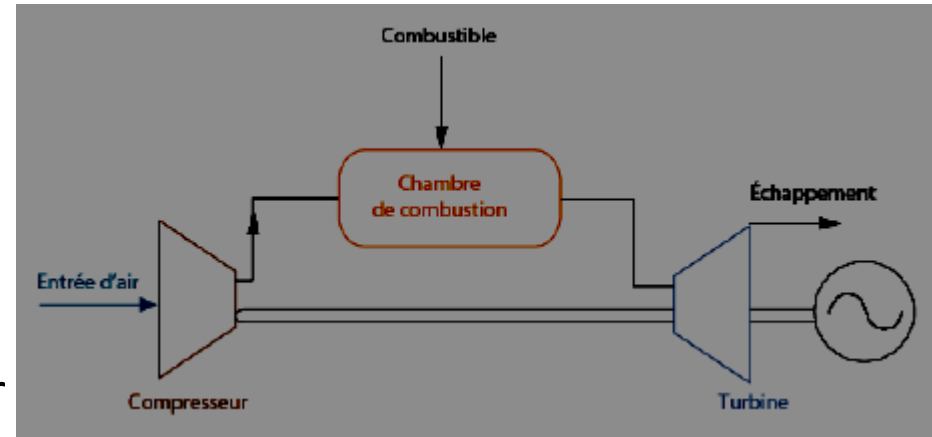 Combustible
Chambre
de combustion
Échappement
Entrée d'air
Compresseur
Turbine